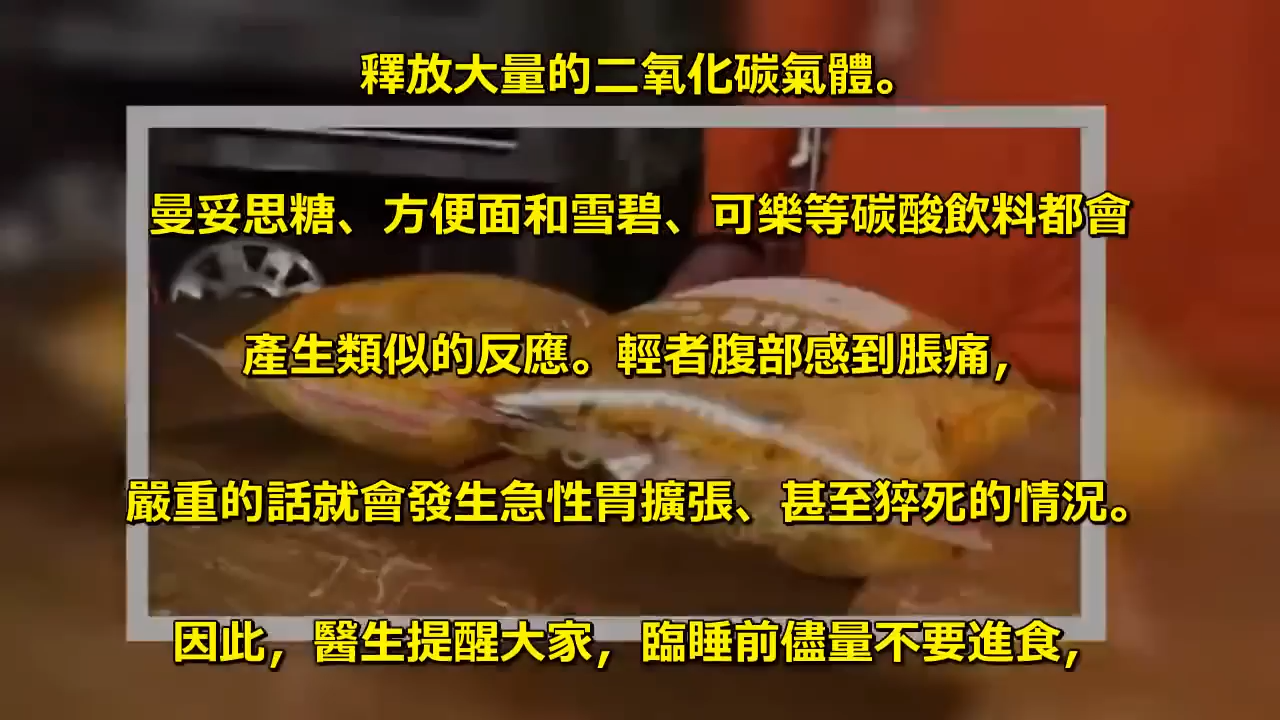 釋放大量的二氧化碳氣體。
曼妥思糖、方便面和雪碧、可樂等碳酸飲料都會
產生類似的反應。輕者腹部感到脹痛，
嚴重的話就會發生急性胃擴張、甚至猝死的情況。
因此，醫生提醒大家，臨睡前儘量不要進食，